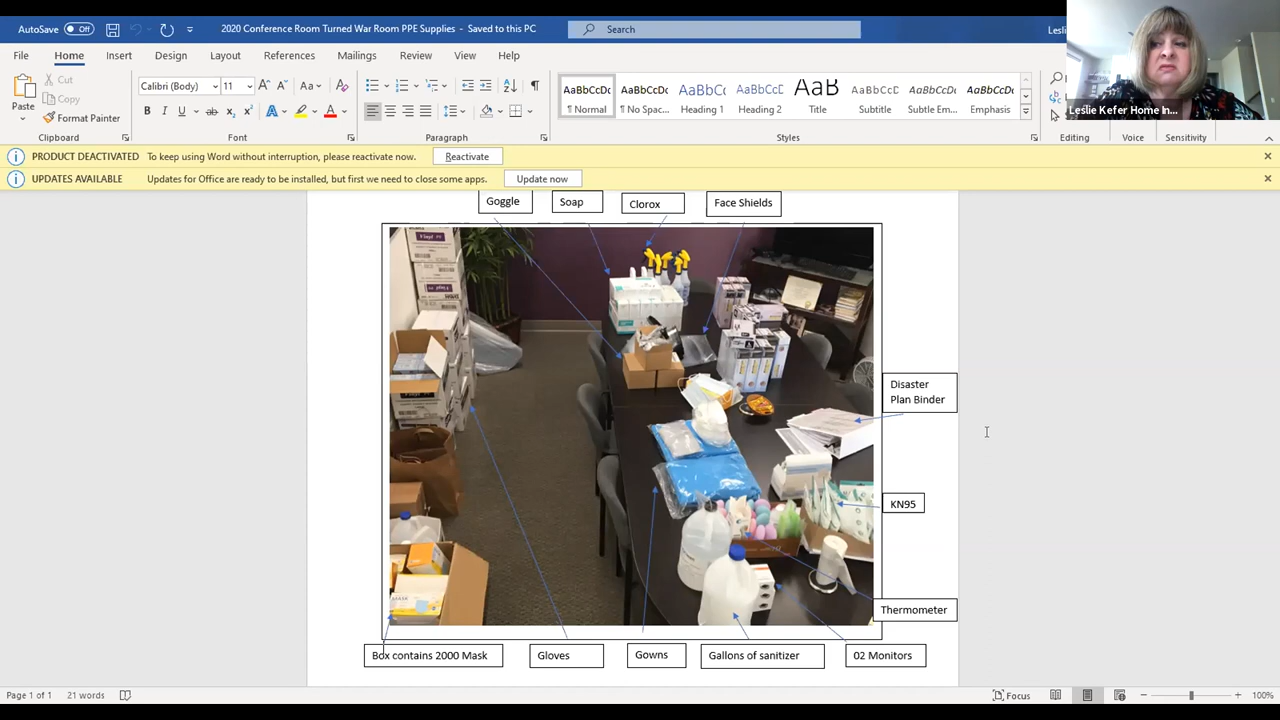 AutoSave Off 2020 Conference Room Turned War Room PPE Supplies - Saved to this PC Search Lesli
File Home Insert Design Layout References Mailings Review View Help
Paste Cut Copy Format Painter
Calibri (Body) 11
AaBbCcDc AaBbCcDc AaBbCc AaBbCcC AaB AaBbCcD AaBbCcDc AaBbCcDc
¶ Normal ¶ No Spac... Heading 1 Heading 2 Title Subtitle Subtle Em... Emphasis
Leslie Kefer Home In...
Clipboard Font Paragraph Styles Editing Voice Sensitivity
PRODUCT DEACTIVATED To keep using Word without interruption, please reactivate now. Reactivate
UPDATES AVAILABLE Updates for Office are ready to be installed, but first we need to close some apps. Update now
Goggle Soap Clorox Face Shields
Disaster
Plan Binder
KN95
Thermometer
Box contains 2000 Mask Gloves Gowns Gallons of sanitizer 02 Monitors
Page 1 of 1 21 words Focus 100%